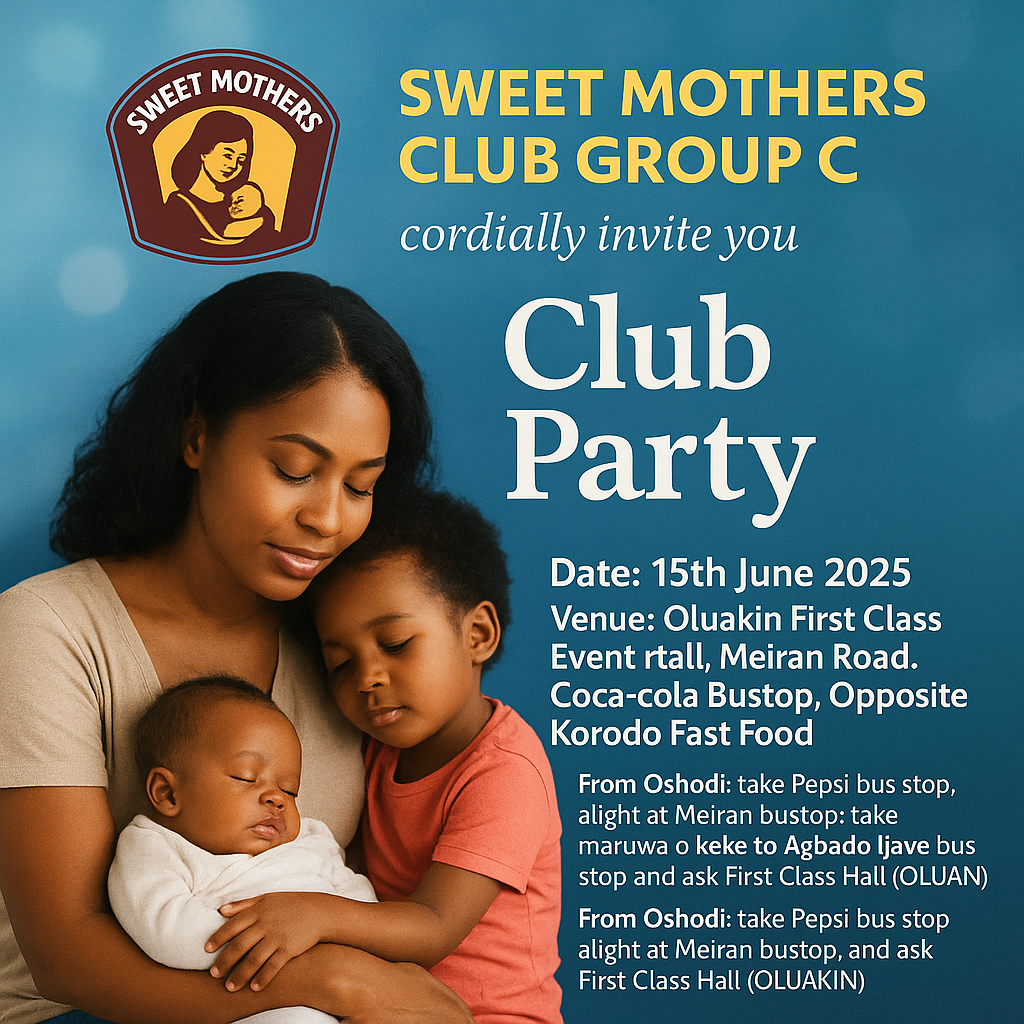 SWEET MOTHERS
SWEET MOTHERS
CLUB GROUP C
cordially invite you
Club
Party
Date: 15th June 2025
Venue: Oluakin First Class
Event rtall, Meiran Road.
Coca-cola Bustop, Opposite
Korodo Fast Food
From Oshodi: take Pepsi bus stop,
alight at Meiran bustop: take
maruwa o keke to Agbado ljave bus
stop and ask First Class Hall (OLUAN)
From Oshodi: take Pepsi bus stop
alight at Meiran bustop, and ask
First Class Hall (OLUAKIN)